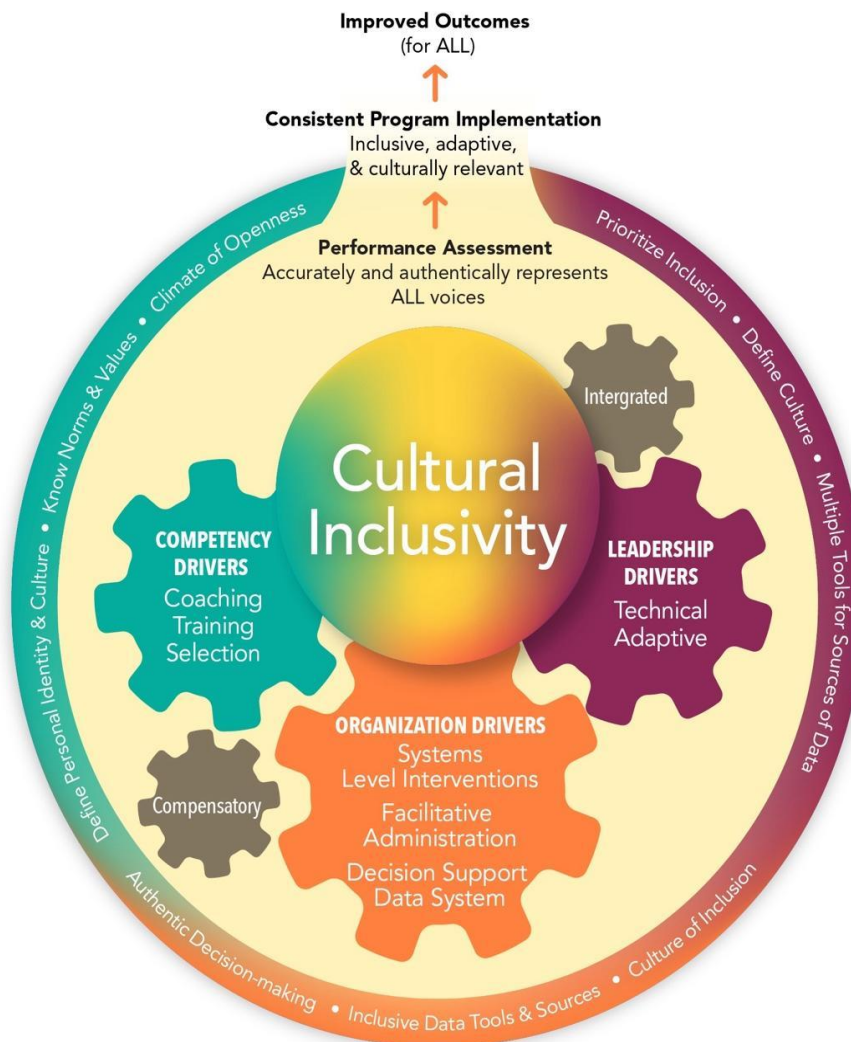 Improved Outcomes
(for ALL)
Consistent Program Implementation
Inclusive, adaptive,
& culturally relevant
Performance Assessment
Accurately and authentically represents
ALL voices
Intergrated
Cultural
Inclusivity
COMPETENCY
DRIVERS
Coaching
Training
Selection
LEADERSHIP
DRIVERS
Technical
Adaptive
ORGANIZATION DRIVERS
Systems
Level Interventions
Facilitative
Administration
Decision Support
Data System
Compensatory
Define Personal Identity & Culture • Know Norms & Values • Climate of Openness
Prioritize Inclusion • Define Culture • Multiple Tools for Sources of Data
Authentic Decision-making • Inclusive Data Tools & Sources • Culture of Inclusion